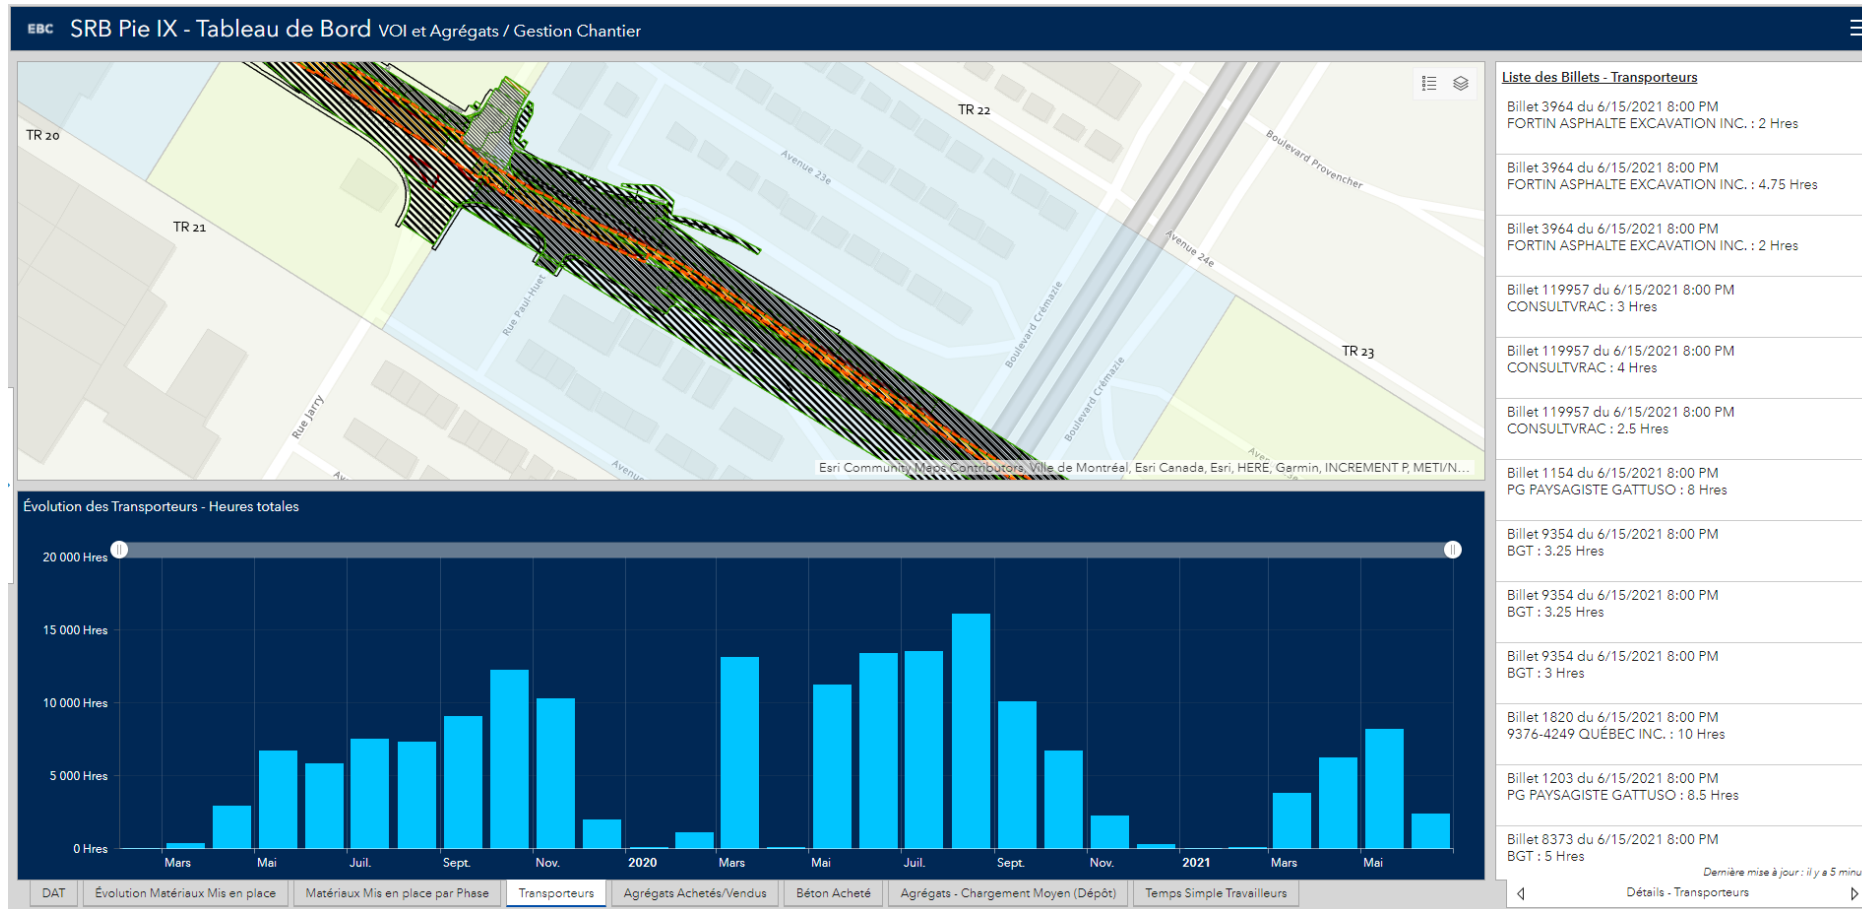 EBC SRB Pie IX - Tableau de Bord VOI et Agrégats / Gestion Chantier
TR 20
TR 21
TR 22
TR 23
Avenue 23e
Boulevard Provencher
Avenue 24e
Rue Paul-Huet
Boulevard Crémazie
Boulevard Crémazie
Rue Jarry
Avenue
Esri Community Maps Contributors, Ville de Montréal, Esri Canada, Esri, HERE, Garmin, INCREMENT P, METI/N...
Évolution des Transporteurs - Heures totales
20 000 Hres
15 000 Hres
10 000 Hres
5 000 Hres
0 Hres
Mars Mai Juil. Sept. Nov. 2020 Mars Mai Juil. Sept. Nov. 2021 Mars Mai
DAT Évolution Matériaux Mis en place Matériaux Mis en place par Phase Transporteurs Agrégats Achetés/Vendus Béton Acheté Agrégats - Chargement Moyen (Dépôt) Temps Simple Travailleurs
Liste des Billets - Transporteurs
Billet 3964 du 6/15/2021 8:00 PM
FORTIN ASPHALTE EXCAVATION INC. : 2 Hres
Billet 3964 du 6/15/2021 8:00 PM
FORTIN ASPHALTE EXCAVATION INC. : 4.75 Hres
Billet 3964 du 6/15/2021 8:00 PM
FORTIN ASPHALTE EXCAVATION INC. : 2 Hres
Billet 119957 du 6/15/2021 8:00 PM
CONSULTVRAC : 3 Hres
Billet 119957 du 6/15/2021 8:00 PM
CONSULTVRAC : 4 Hres
Billet 119957 du 6/15/2021 8:00 PM
CONSULTVRAC : 2.5 Hres
Billet 1154 du 6/15/2021 8:00 PM
PG PAYSAGISTE GATTUSO : 8 Hres
Billet 9354 du 6/15/2021 8:00 PM
BGT : 3.25 Hres
Billet 9354 du 6/15/2021 8:00 PM
BGT : 3.25 Hres
Billet 9354 du 6/15/2021 8:00 PM
BGT : 3 Hres
Billet 1820 du 6/15/2021 8:00 PM
9376-4249 QUÉBEC INC. : 10 Hres
Billet 1203 du 6/15/2021 8:00 PM
PG PAYSAGISTE GATTUSO : 8.5 Hres
Billet 8373 du 6/15/2021 8:00 PM
BGT : 5 Hres
Dernière mise à jour : il y a 5 minu
Détails - Transporteurs